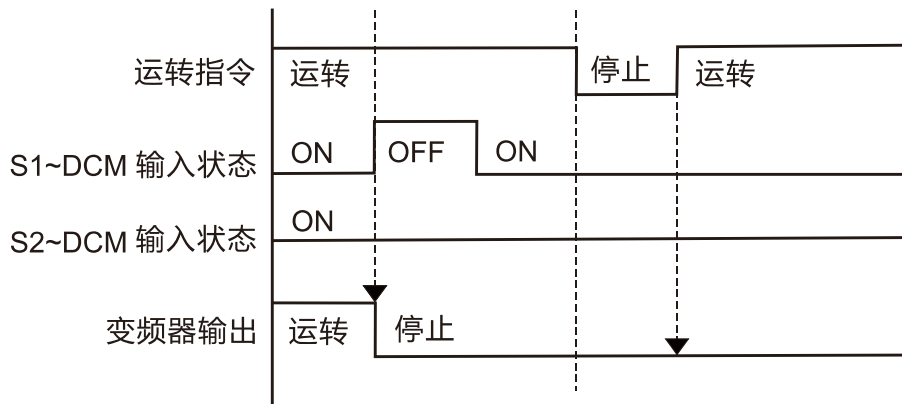 运转指令 运转 停止 运转
S1~DCM 输入状态 ON OFF ON
S2~DCM 输入状态 ON
变频器输出 运转 停止